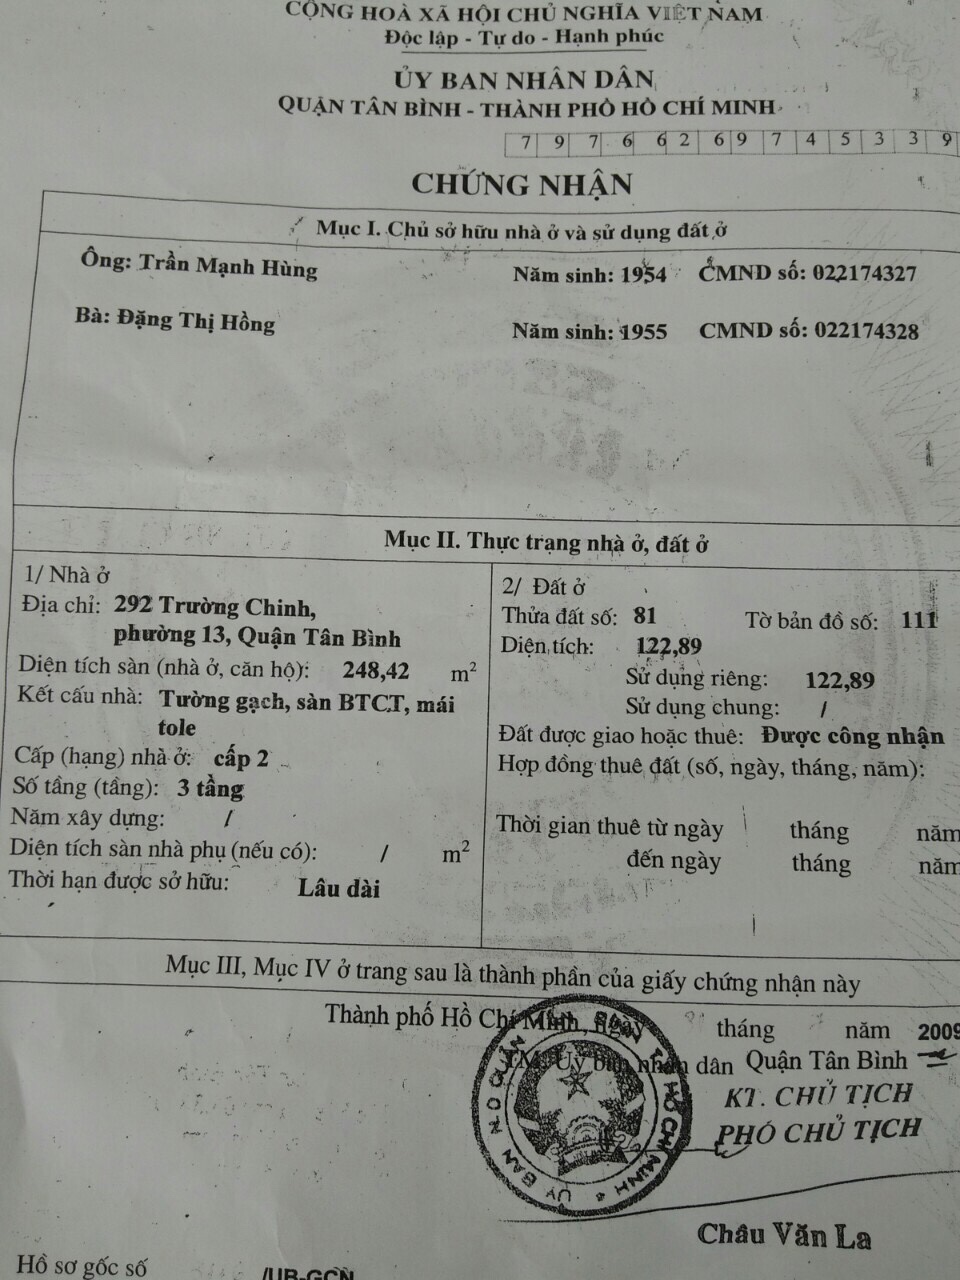 CỘNG HOÀ XÃ HỘI CHỦ NGHĨA VIỆT NAM
Độc lập - Tự do - Hạnh phúc
ỦY BAN NHÂN DÂN
QUẬN TÂN BÌNH - THÀNH PHỐ HỒ CHÍ MINH
7 9 7 6 6 2 6 9 7 4 5 3 3 9
CHỨNG NHẬN
Mục I. Chủ sở hữu nhà ở và sử dụng đất ở
Ông: Trần Mạnh Hùng Năm sinh: 1954 CMND số: 022174327
Bà: Đặng Thị Hồng Năm sinh: 1955 CMND số: 022174328
Mục II. Thực trạng nhà ở, đất ở
1/ Nhà ở
Địa chỉ: 292 Trường Chinh,
phường 13, Quận Tân Bình
Diện tích sàn (nhà ở, căn hộ): 248,42 m²
Kết cấu nhà: Tường gạch, sàn BTCT, mái
tole
Cấp (hạng) nhà ở: cấp 2
Số tầng (tầng): 3 tầng
Năm xây dựng: /
Diện tích sàn nhà phụ (nếu có): / m²
Thời hạn được sở hữu: Lâu dài
2/ Đất ở
Thửa đất số: 81 Tờ bản đồ số: 111
Diện tích: 122,89
Sử dụng riêng: 122,89
Sử dụng chung: /
Đất được giao hoặc thuê: Được công nhận
Hợp đồng thuê đất (số, ngày, tháng, năm):
Thời gian thuê từ ngày tháng năm
đến ngày tháng năm
Mục III, Mục IV ở trang sau là thành phần của giấy chứng nhận này
Thành phố Hồ Chí Minh, ngày tháng năm 2009
TM. Uỷ ban nhân dân Quận Tân Bình
KT. CHỦ TỊCH
PHÓ CHỦ TỊCH
Châu Văn La
Hồ sơ gốc số /UB-GCN